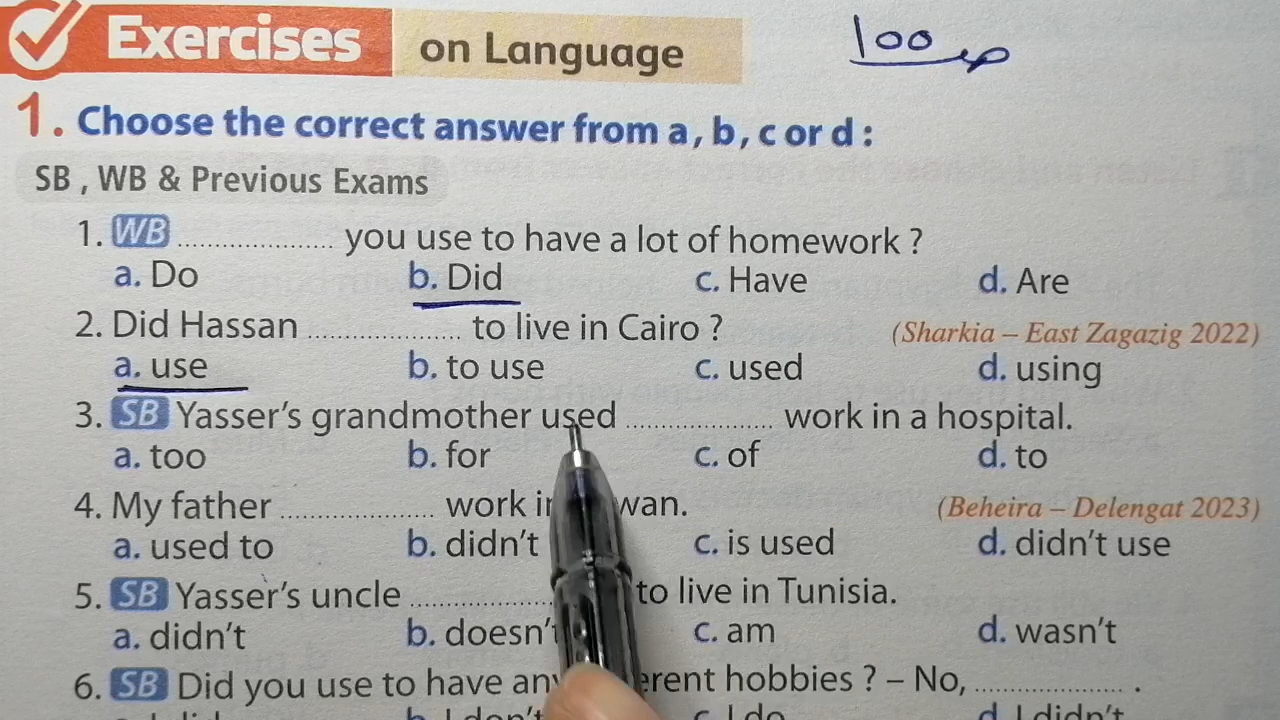 Exercises on Language
100 ص
1. Choose the correct answer from a, b, c or d :
SB , WB & Previous Exams
1. WB .................... you use to have a lot of homework ?
a. Do b. Did c. Have d. Are
2. Did Hassan .................... to live in Cairo ? (Sharkia – East Zagazig 2022)
a. use b. to use c. used d. using
3. SB Yasser's grandmother used .................... work in a hospital.
a. too b. for c. of d. to
4. My father .................... work wan. (Beheira – Delengat 2023)
a. used to b. didn't c. is used d. didn't use
5. SB Yasser's uncle .................... to live in Tunisia.
a. didn't b. doesn't c. am d. wasn't
6. SB Did you use to have any erent hobbies ? – No, .................... .
b. I don't c. I do d. I didn't